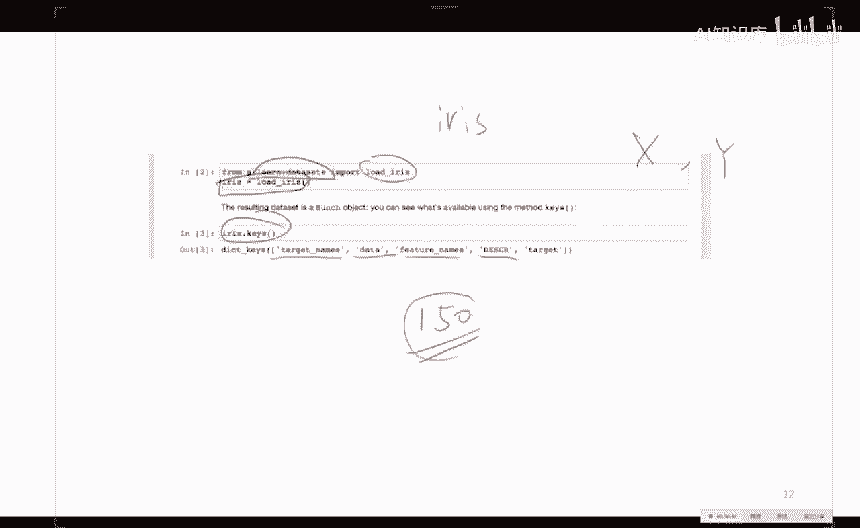 AI知识库
iris
X , Y
In [2]: from sklearn.datasets import load_iris
iris = load_iris()
The resulting dataset is a Bunch object: you can see what's available using the method keys():
In [3]: iris.keys()
Out[3]: dict_keys(['target_names', 'data', 'feature_names', 'DESCR', 'target'])
150
12